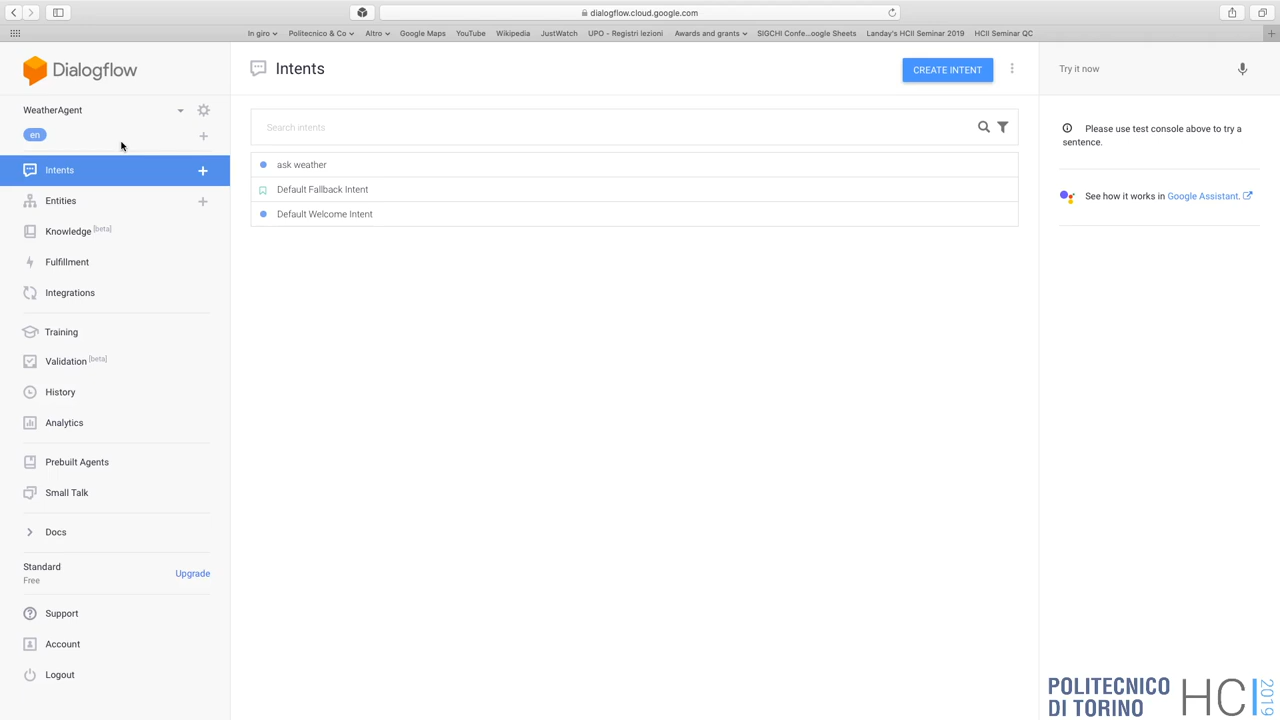 dialogflow.cloud.google.com
In giro Politecnico & Co Altro Google Maps YouTube Wikipedia JustWatch UPO - Registri lezioni Awards and grants SIGCHI Confe...oogle Sheets Landay's HCII Seminar 2019 HCII Seminar QC
Dialogflow
Intents
CREATE INTENT
Try it now
WeatherAgent
en
Search intents
Please use test console above to try a
sentence.
Intents
ask weather
Default Fallback Intent
Default Welcome Intent
See how it works in Google Assistant.
Entities
Knowledge [beta]
Fulfillment
Integrations
Training
Validation [beta]
History
Analytics
Prebuilt Agents
Small Talk
Docs
Standard
Free
Upgrade
Support
Account
Logout
POLITECNICO
DI TORINO
HCI 2019